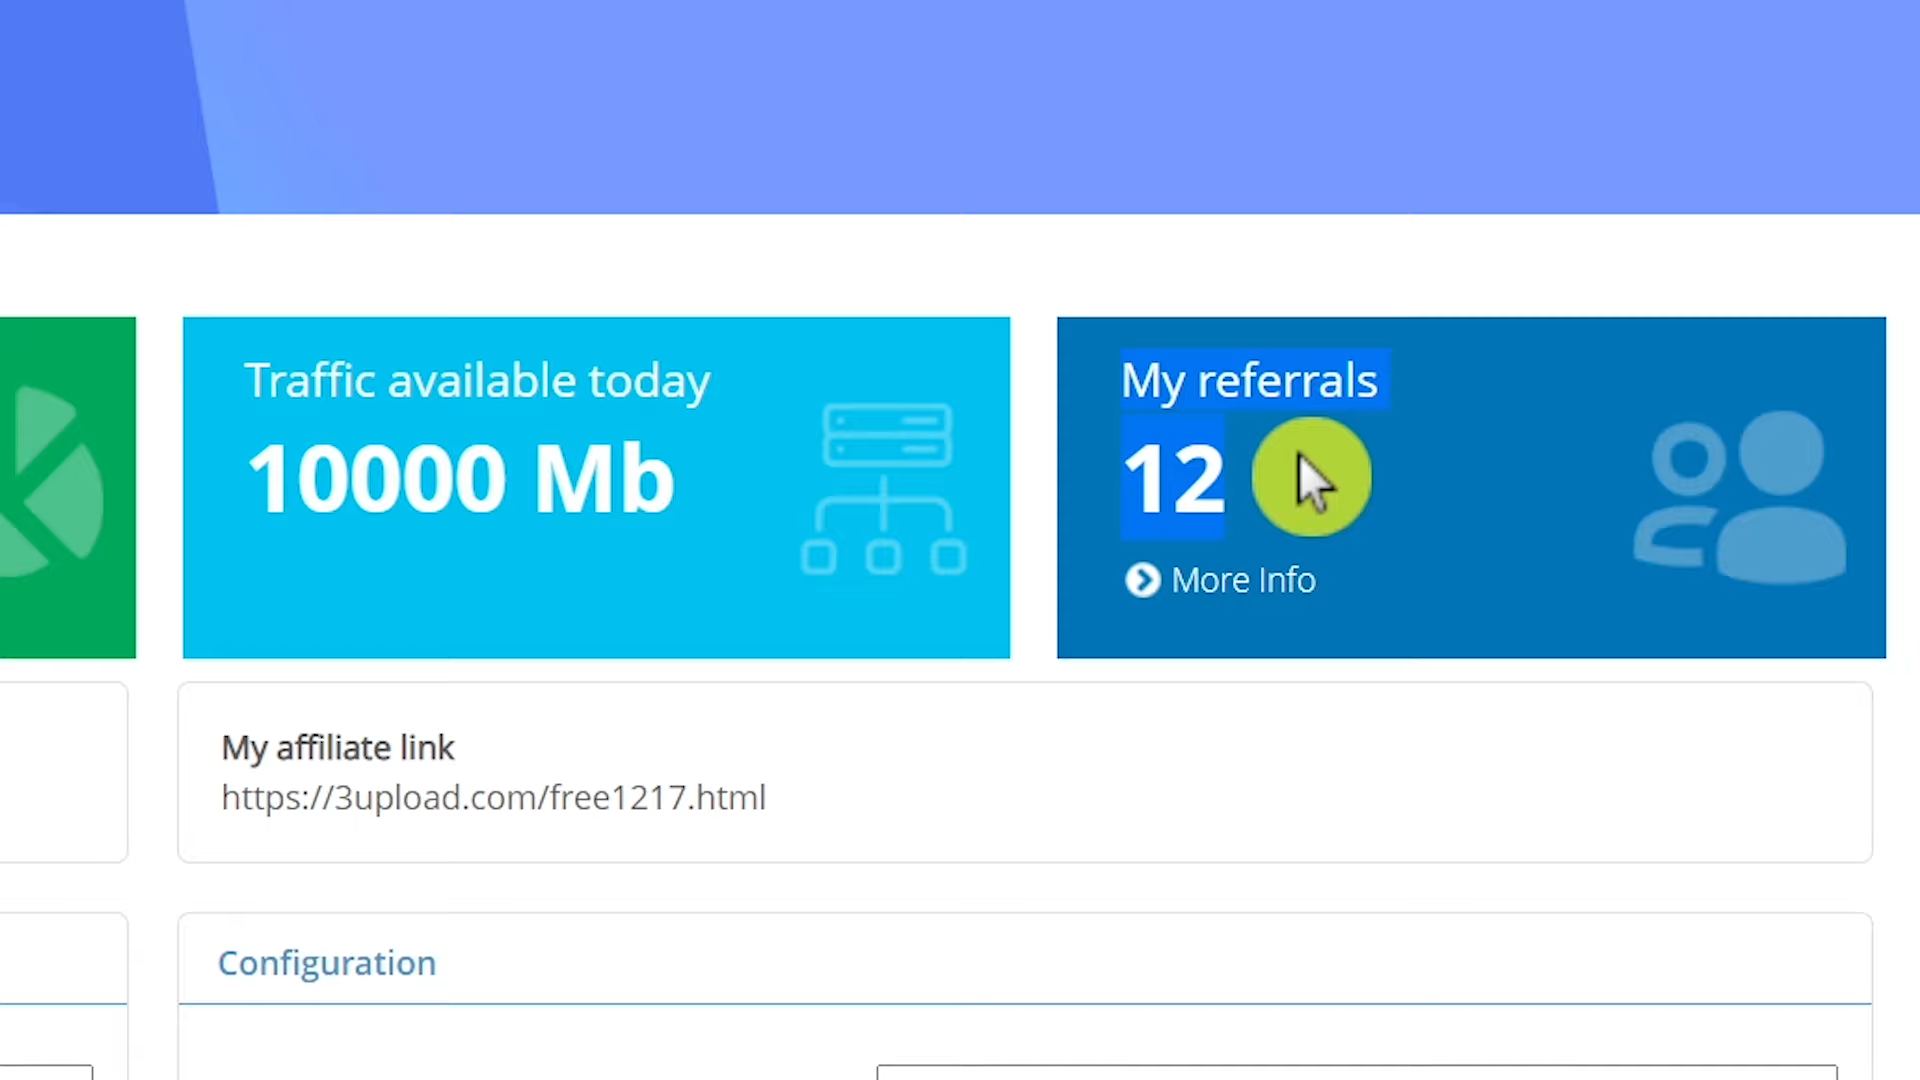 Traffic available today
10000 Mb
My referrals
12
More Info
My affiliate link
https://3upload.com/free1217.html
Configuration